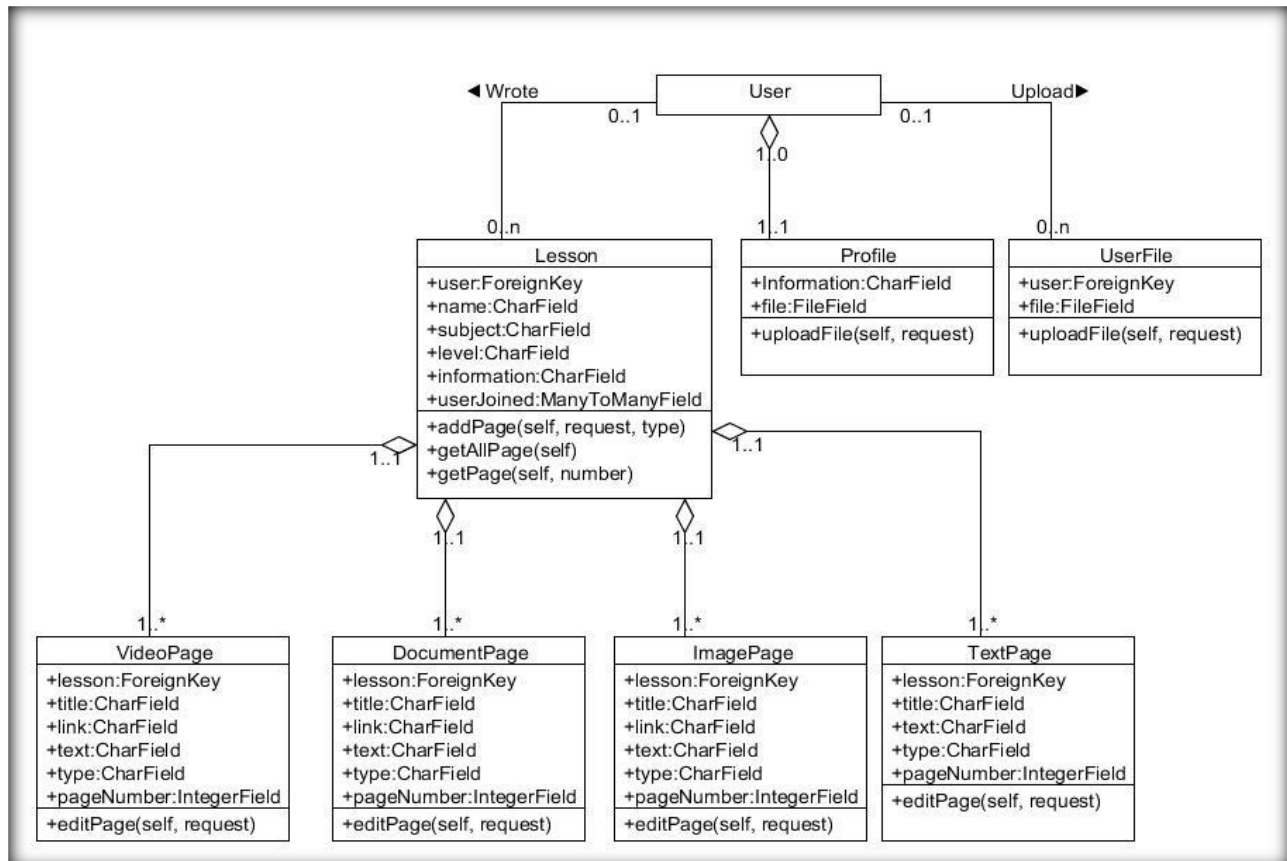 ◄ Wrote
User
Upload►
0..1
0..1
1..0
0..n
1..1
0..n
Lesson
+user:ForeignKey
+name:CharField
+subject:CharField
+level:CharField
+information:CharField
+userJoined:ManyToManyField
+addPage(self, request, type)
+getAllPage(self)
+getPage(self, number)
Profile
+Information:CharField
+file:FileField
+uploadFile(self, request)
UserFile
+user:ForeignKey
+file:FileField
+uploadFile(self, request)
1..1
1..1
1..1
1..1
1..*
1..*
1..*
1..*
VideoPage
+lesson:ForeignKey
+title:CharField
+link:CharField
+text:CharField
+type:CharField
+pageNumber:IntegerField
+editPage(self, request)
DocumentPage
+lesson:ForeignKey
+title:CharField
+link:CharField
+text:CharField
+type:CharField
+pageNumber:IntegerField
+editPage(self, request)
ImagePage
+lesson:ForeignKey
+title:CharField
+link:CharField
+text:CharField
+type:CharField
+pageNumber:IntegerField
+editPage(self, request)
TextPage
+lesson:ForeignKey
+title:CharField
+text:CharField
+type:CharField
+pageNumber:IntegerField
+editPage(self, request)